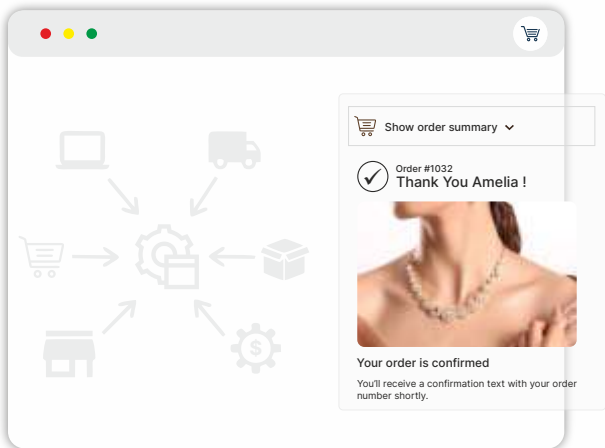 Show order summary
Order #1032
Thank You Amelia !
Your order is confirmed
You'll receive a confirmation text with your order
number shortly.
$